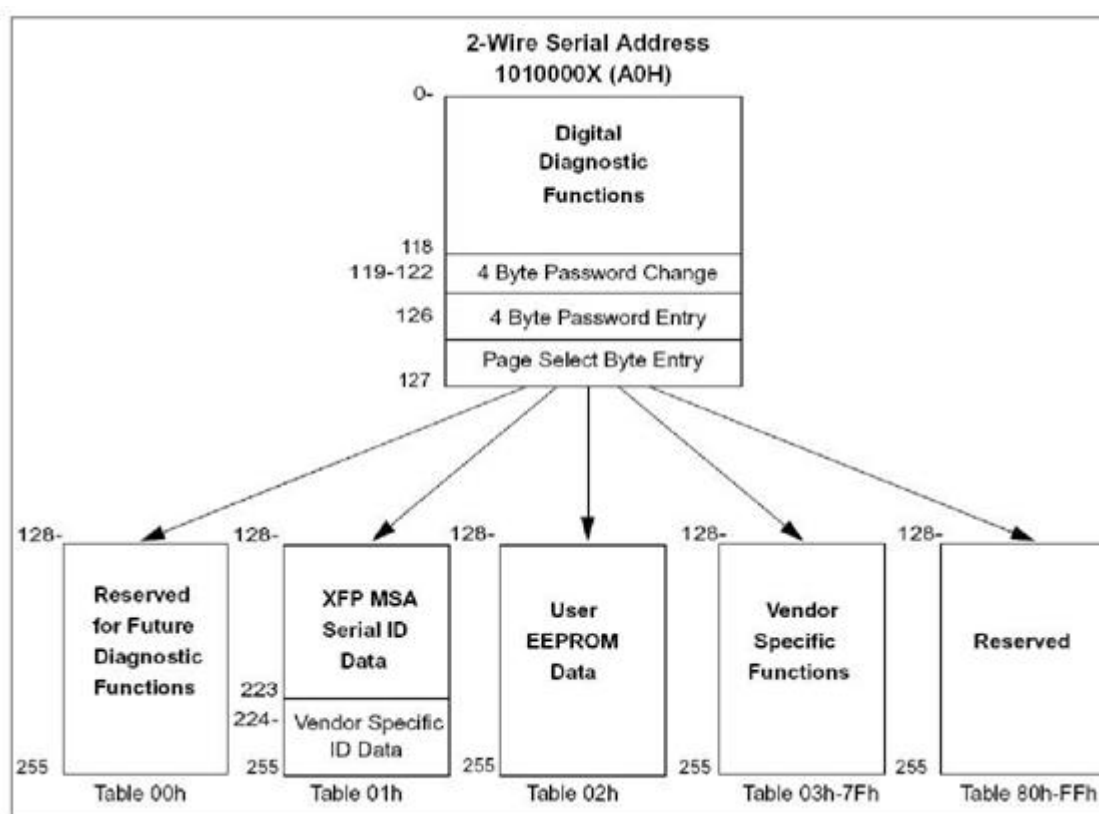 2-Wire Serial Address
1010000X (A0H)
0-
Digital
Diagnostic
Functions
118
119-122
4 Byte Password Change
126
4 Byte Password Entry
Page Select Byte Entry
127
128-
128-
128-
128-
128-
Reserved
for Future
Diagnostic
Functions
XFP MSA
Serial ID
Data
User
EEPROM
Data
Vendor
Specific
Functions
Reserved
223
224-
Vendor Specific
ID Data
255
255
255
255
255
Table 00h
Table 01h
Table 02h
Table 03h-7Fh
Table 80h-FFh